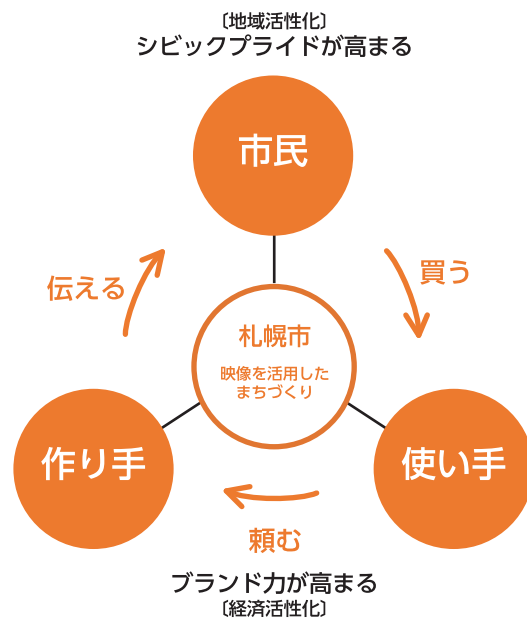 〔地域活性化〕
シビックプライドが高まる
市民
伝える
買う
札幌市
映像を活用した
まちづくり
作り手
使い手
頼む
ブランド力が高まる
〔経済活性化〕